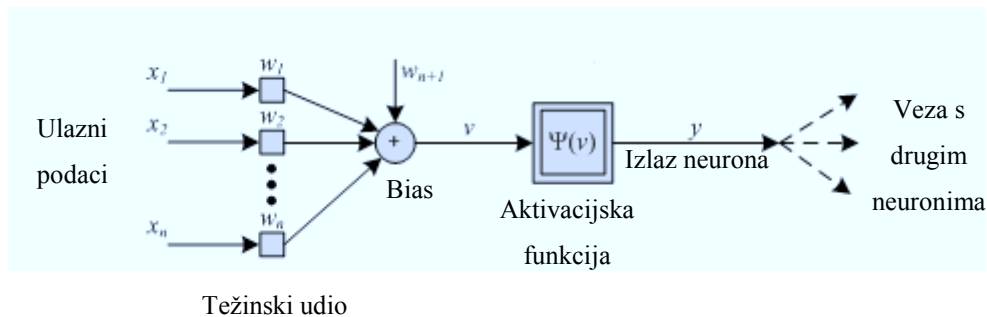 Ulazni
podaci
x₁
x₂
xₙ
w₁
w₂
wₙ
wₙ₊₁
+
Bias
v
Ψ(v)
Aktivacijska
funkcija
y
Izlaz neurona
Veza s
drugim
neuronima
Težinski udio